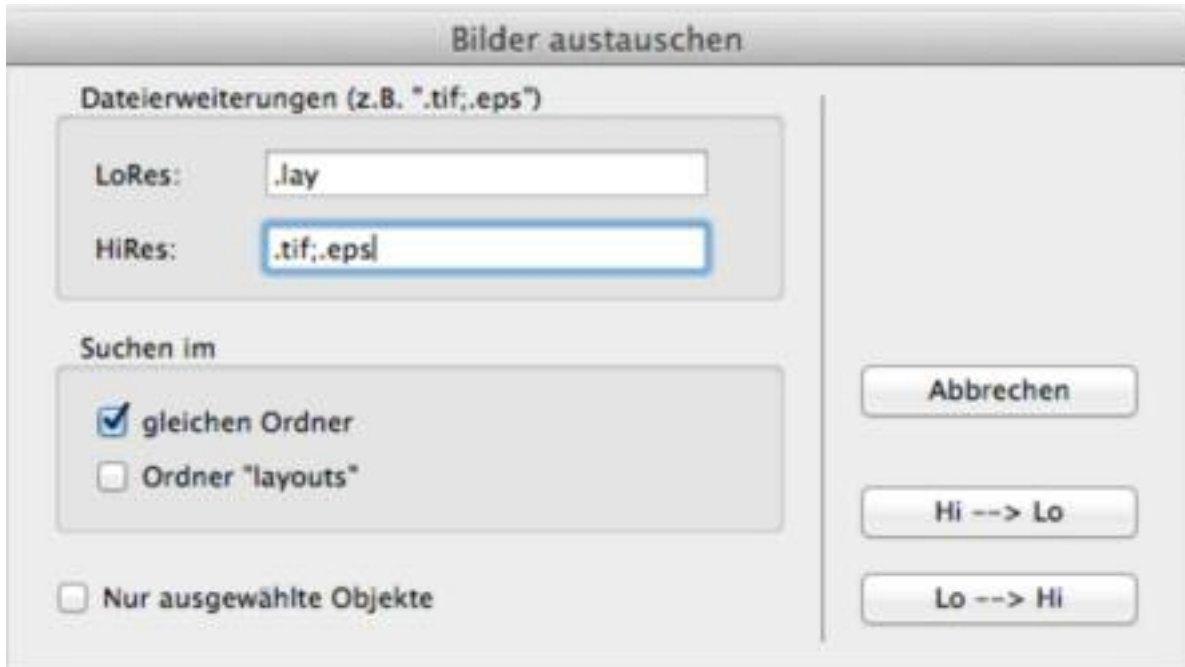 Bilder austauschen
Dateierweiterungen (z.B. ".tif;.eps")
LoRes: .lay
HiRes: .tif;.eps
Suchen im
gleichen Ordner
Ordner "layouts"
Nur ausgewählte Objekte
Abbrechen
Hi --> Lo
Lo --> Hi